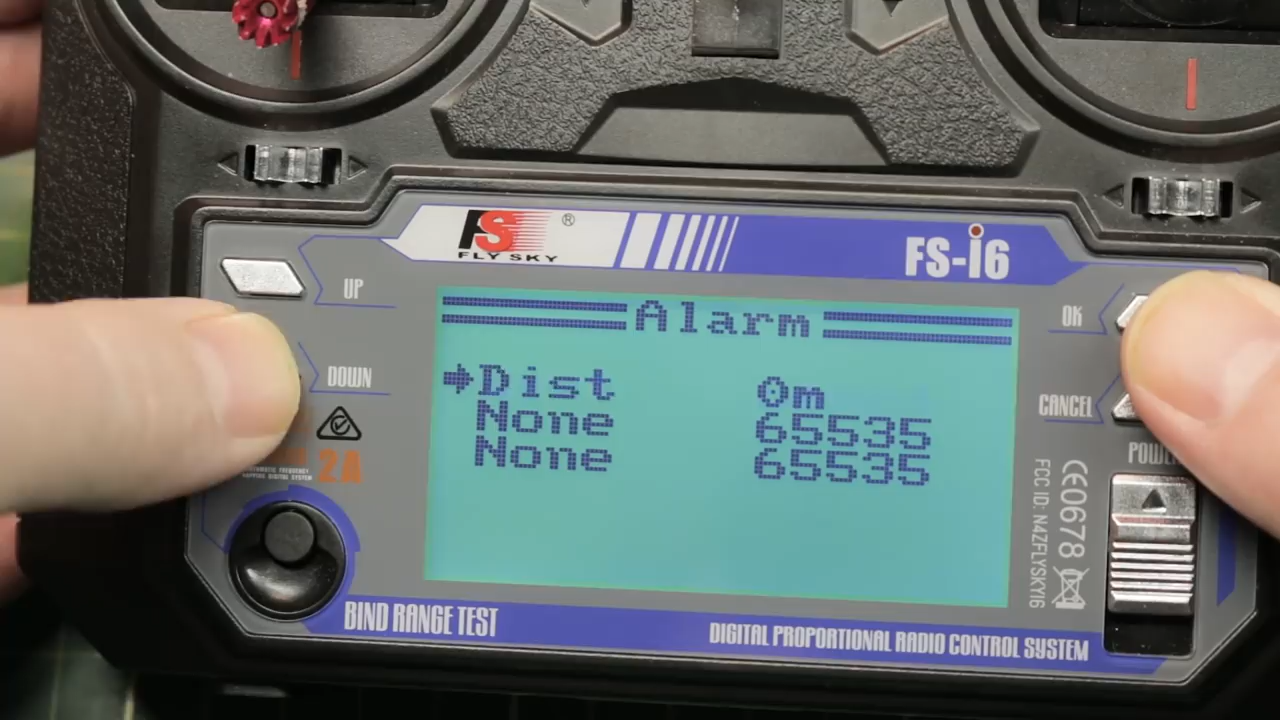 FS ®
FLY SKY
FS-i6
UP
OK
Alarm
DOWN
CANCEL
Dist 0m
None 65535
None 65535
POWE
2A
CE0678
FCC ID: N4ZFLYSKYI6
BIND RANGE TEST
DIGITAL PROPORTIONAL RADIO CONTROL SYSTEM